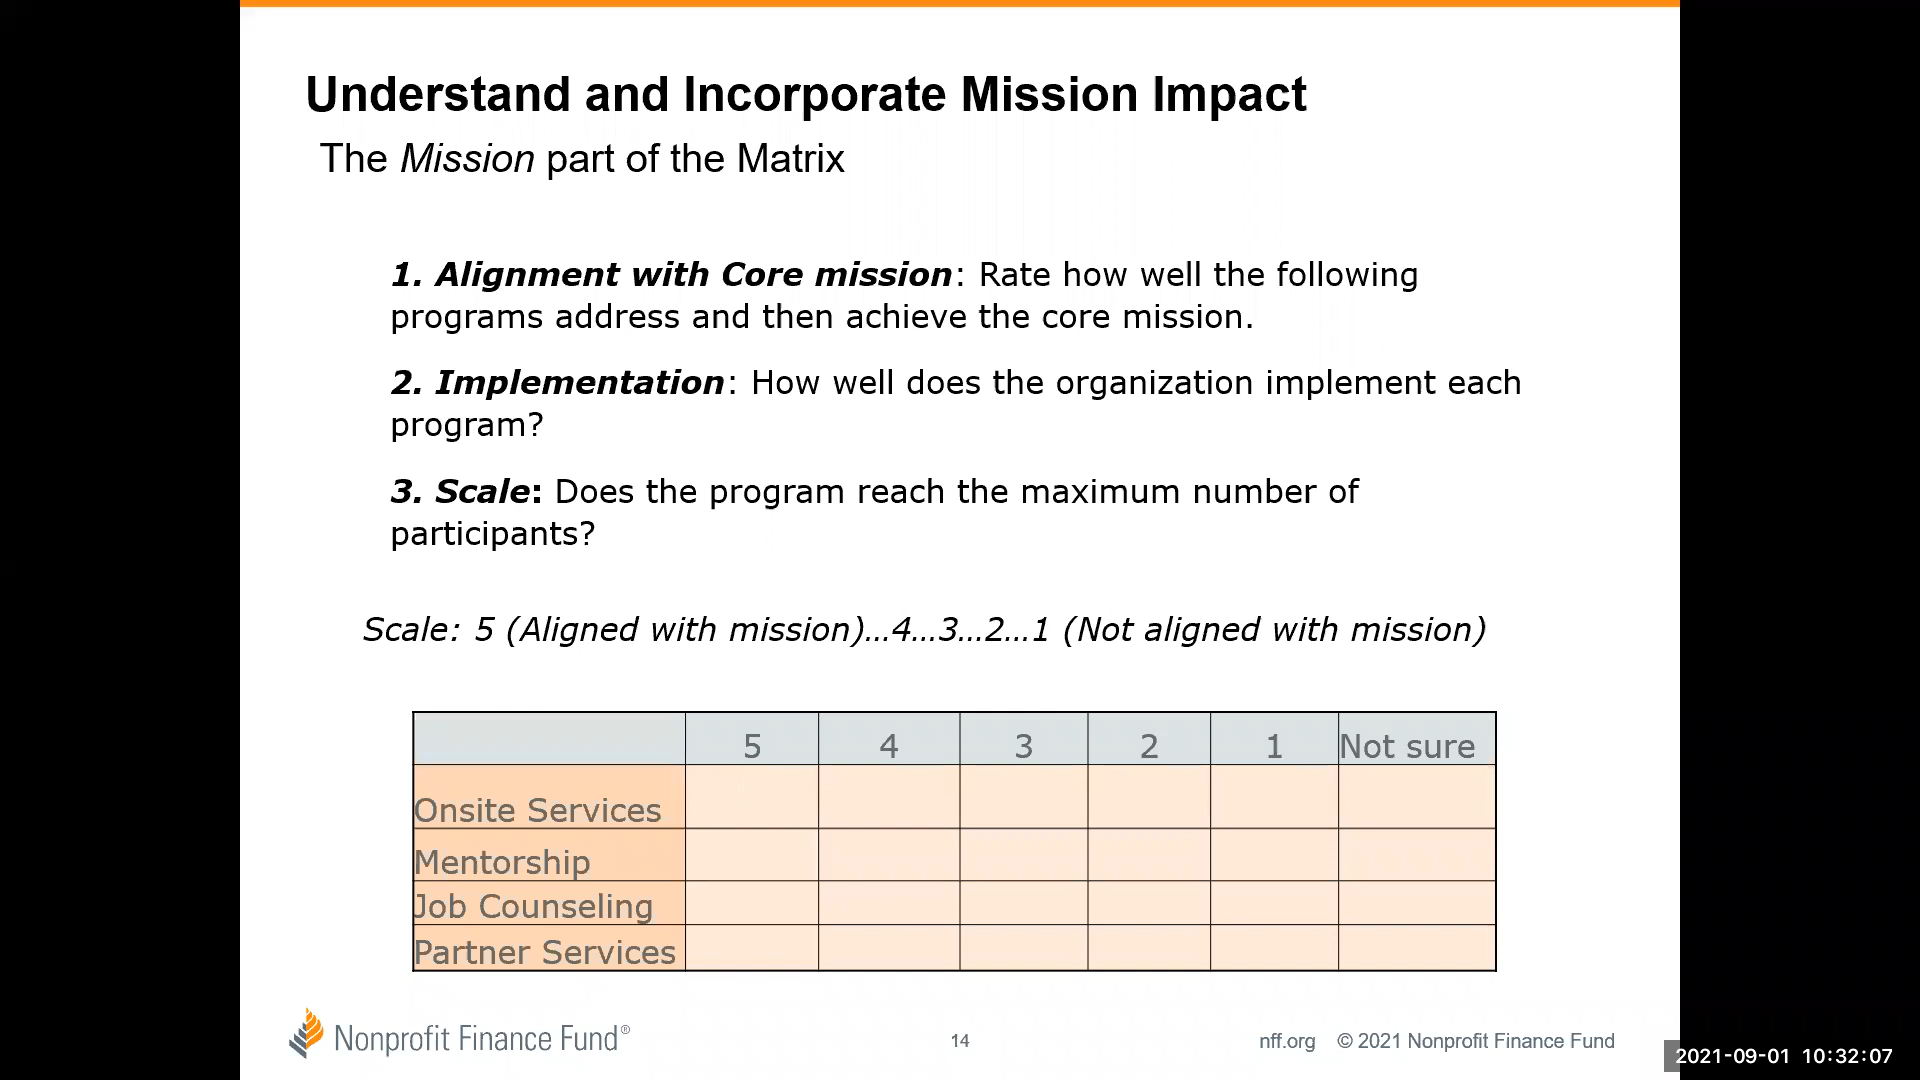 Understand and Incorporate Mission Impact
The Mission part of the Matrix
1. Alignment with Core mission: Rate how well the following
programs address and then achieve the core mission.
2. Implementation: How well does the organization implement each
program?
3. Scale: Does the program reach the maximum number of
participants?
Scale: 5 (Aligned with mission)…4…3…2…1 (Not aligned with mission)
5 4 3 2 1 Not sure
Onsite Services
Mentorship
Job Counseling
Partner Services
Nonprofit Finance Fund®
14
nff.org © 2021 Nonprofit Finance Fund
2021-09-01 10:32:07